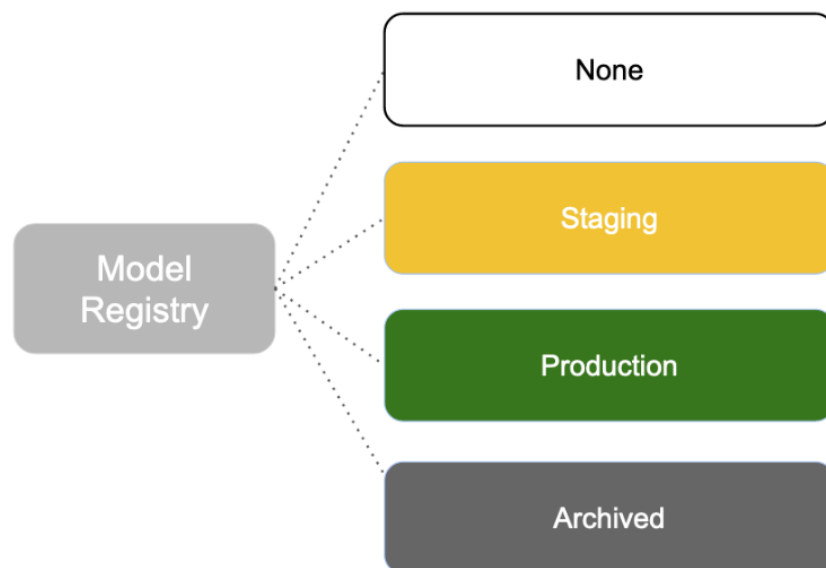 None
Staging
Model
Registry
Production
Archived